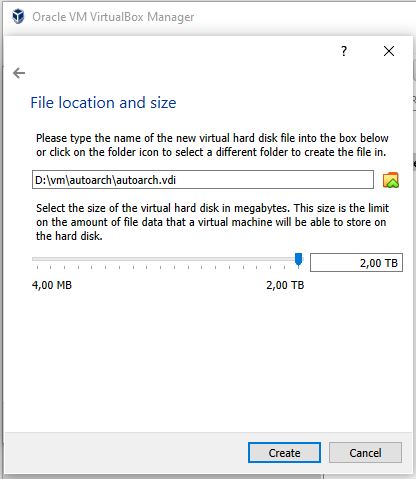 Oracle VM VirtualBox Manager
?
File location and size
Please type the name of the new virtual hard disk file into the box below
or click on the folder icon to select a different folder to create the file in.
D:\vm\autoarch\autoarch.vdi
Select the size of the virtual hard disk in megabytes. This size is the limit
on the amount of file data that a virtual machine will be able to store on
the hard disk.
2,00 TB
4,00 MB 2,00 TB
Create Cancel